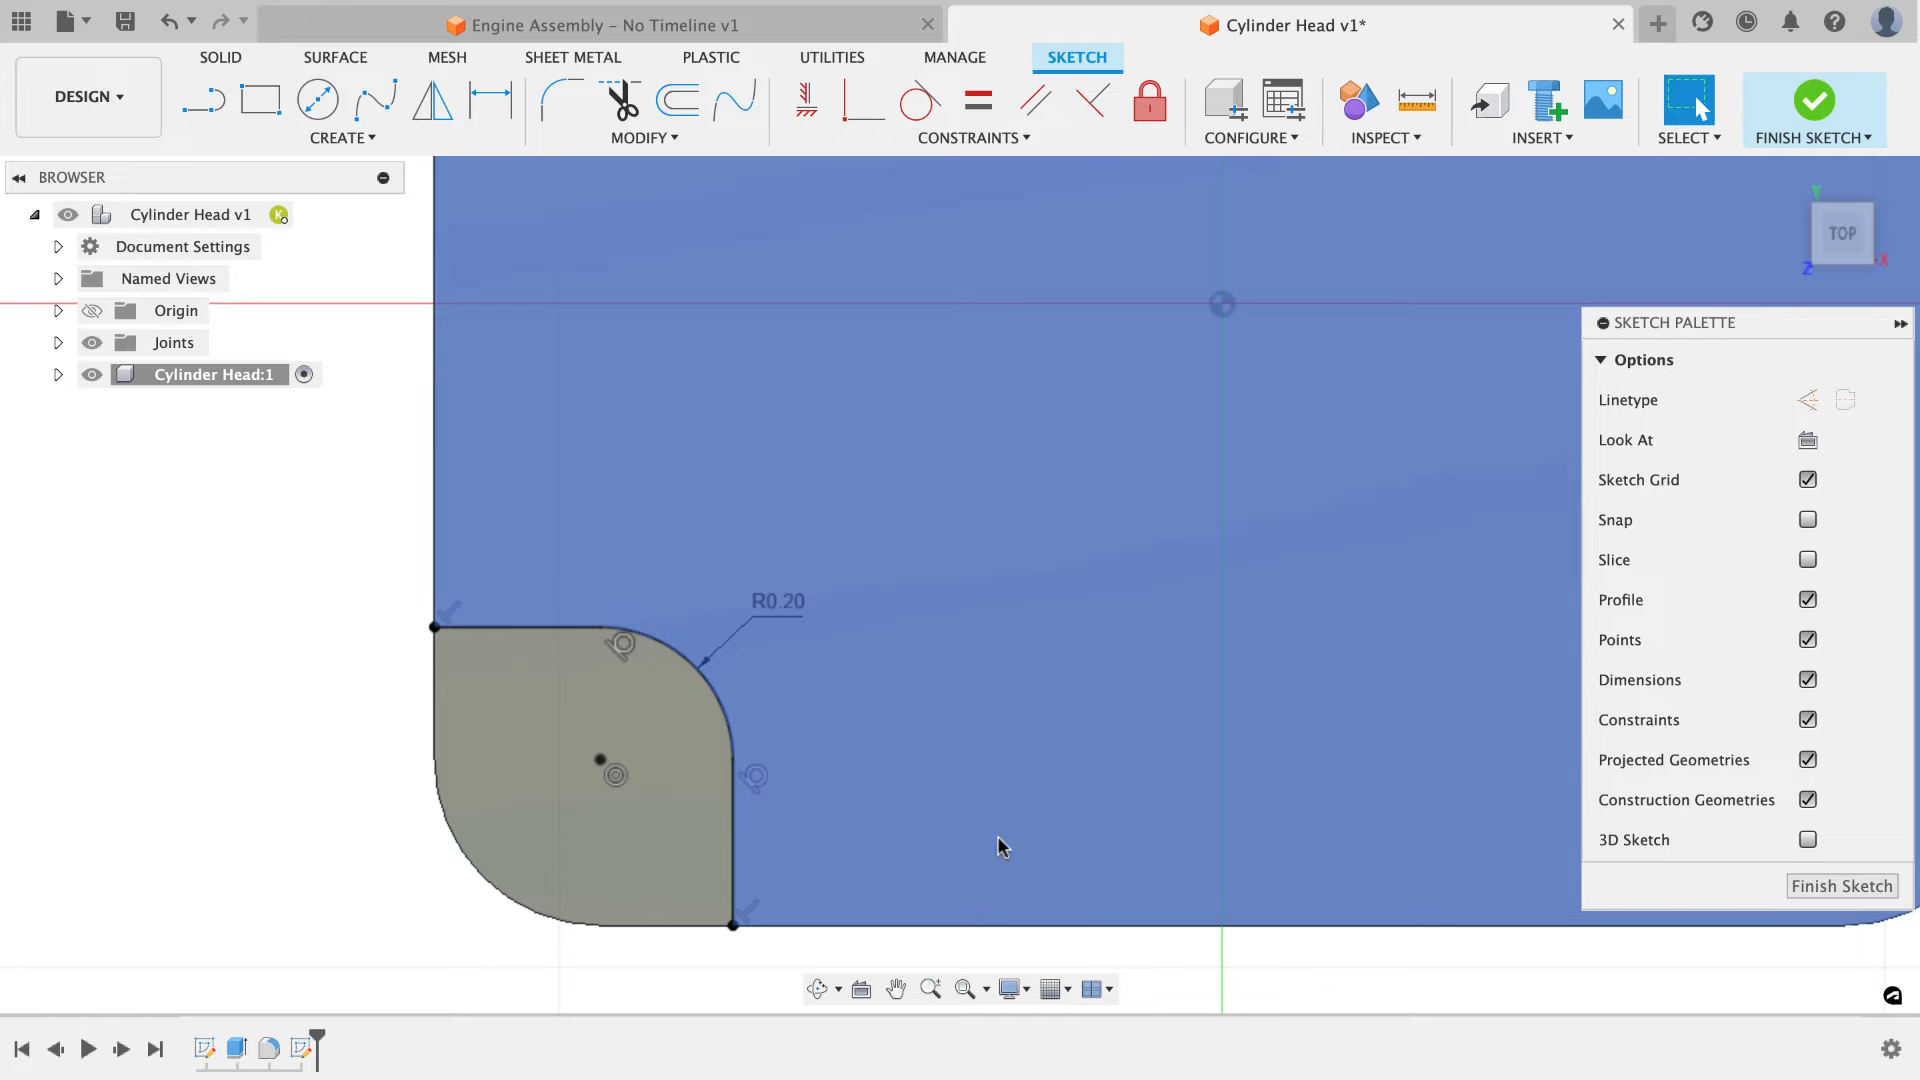 Engine Assembly – No Timeline v1
Cylinder Head v1*
SOLID SURFACE MESH SHEET METAL PLASTIC UTILITIES MANAGE SKETCH
DESIGN
CREATE MODIFY CONSTRAINTS CONFIGURE INSPECT INSERT SELECT FINISH SKETCH
BROWSER
Cylinder Head v1 K
Document Settings
Named Views
Origin
Joints
Cylinder Head:1
Y
TOP
X
Z
R0.20
SKETCH PALETTE
Options
Linetype
Look At
Sketch Grid
Snap
Slice
Profile
Points
Dimensions
Constraints
Projected Geometries
Construction Geometries
3D Sketch
Finish Sketch